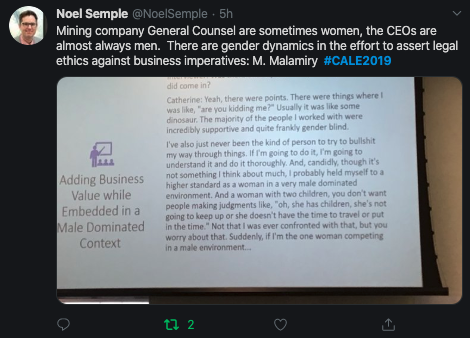 Noel Semple @NoelSemple · 5h
Mining company General Counsel are sometimes women, the CEOs are
almost always men.  There are gender dynamics in the effort to assert legal
ethics against business imperatives: M. Malamiry #CALE2019
did come in?
Catherine: Yeah, there were points. There were things where I
was like, "are you kidding me?" Usually it was like some
dinosaur. The majority of the people I worked with were
incredibly supportive and quite frankly gender blind.
I've also just never been the kind of person to try to bullshit
my way through things. If I'm going to do it, I'm going to
understand it and do it thoroughly. And, candidly, though it's
not something I think about much, I probably held myself to a
higher standard as a woman in a very male dominated
environment. And a woman with two children, you don't want
people making judgments like, "oh, she has children, she's not
going to keep up or she doesn't have the time to travel or put
in the time." Not that I was ever confronted with that, but you
worry about that. Suddenly, if I'm the one woman competing
in a male environment...
Adding Business
Value while
Embedded in a
Male Dominated
Context
2